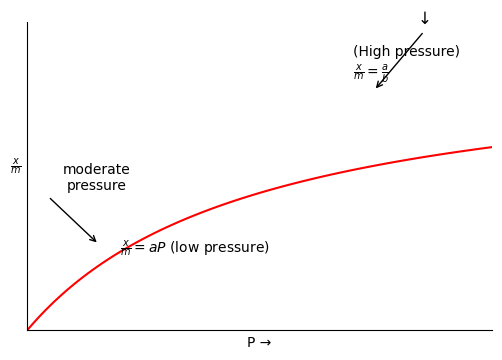 ↓
(High pressure)
x/m = a/b
x/m
moderate
pressure
x/m = aP (low pressure)
P →